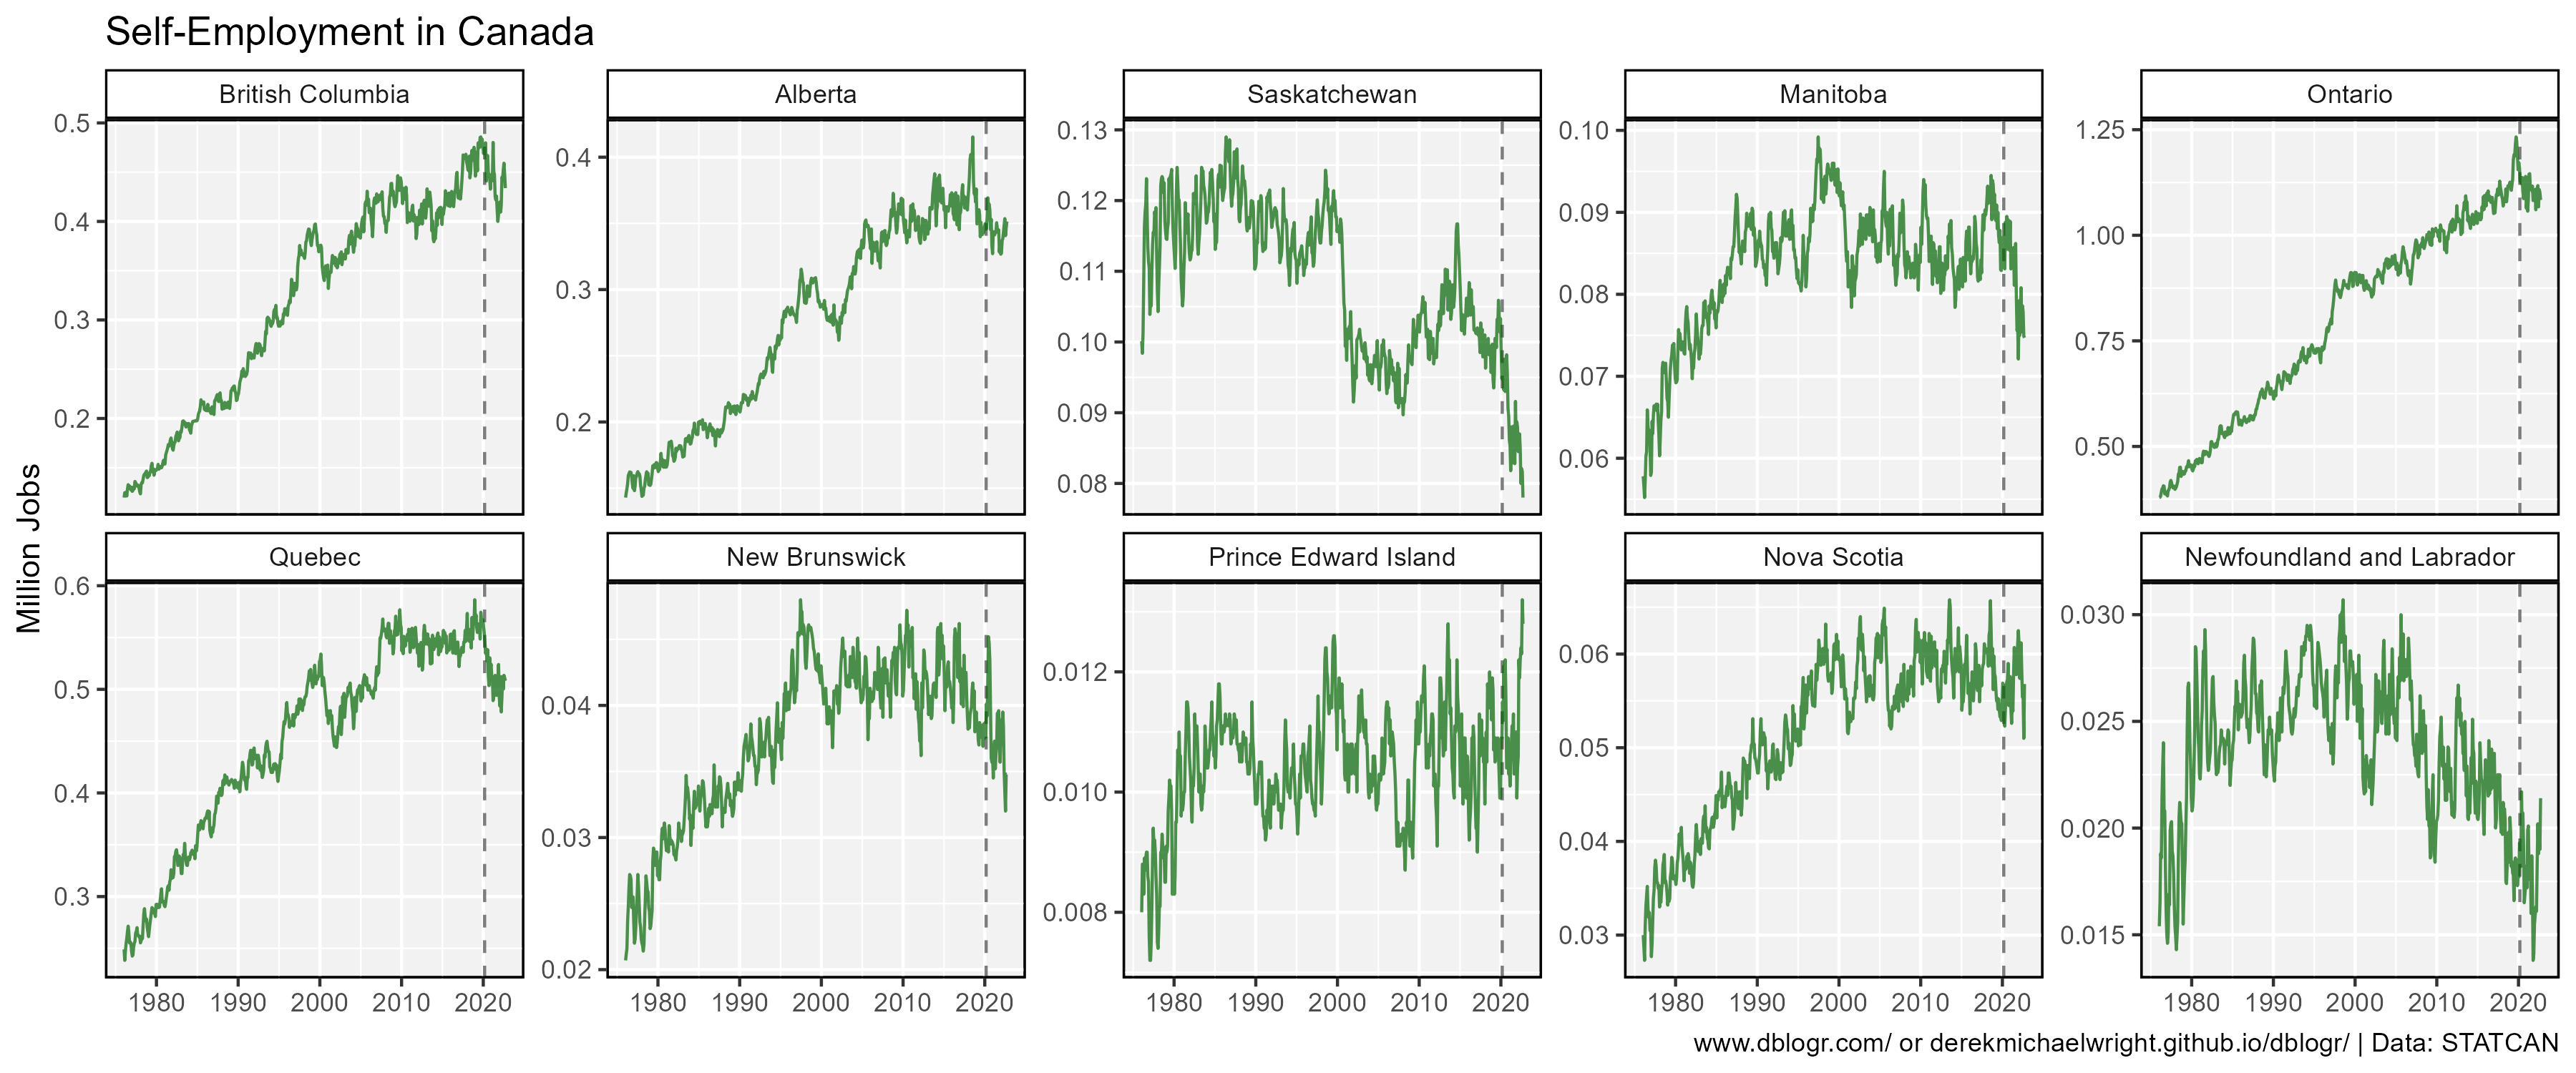 Self-Employment in Canada
Million Jobs
British Columbia
0.5
0.4
0.3
0.2
Alberta
0.4
0.3
0.2
Saskatchewan
0.13
0.12
0.11
0.10
0.09
0.08
Manitoba
0.10
0.09
0.08
0.07
0.06
Ontario
1.25
1.00
0.75
0.50
Quebec
0.6
0.5
0.4
0.3
1980 1990 2000 2010 2020
New Brunswick
0.04
0.03
0.02
1980 1990 2000 2010 2020
Prince Edward Island
0.012
0.010
0.008
1980 1990 2000 2010 2020
Nova Scotia
0.06
0.05
0.04
0.03
1980 1990 2000 2010 2020
Newfoundland and Labrador
0.030
0.025
0.020
0.015
1980 1990 2000 2010 2020
www.dblogr.com/ or derekmichaelwright.github.io/dblogr/ | Data: STATCAN